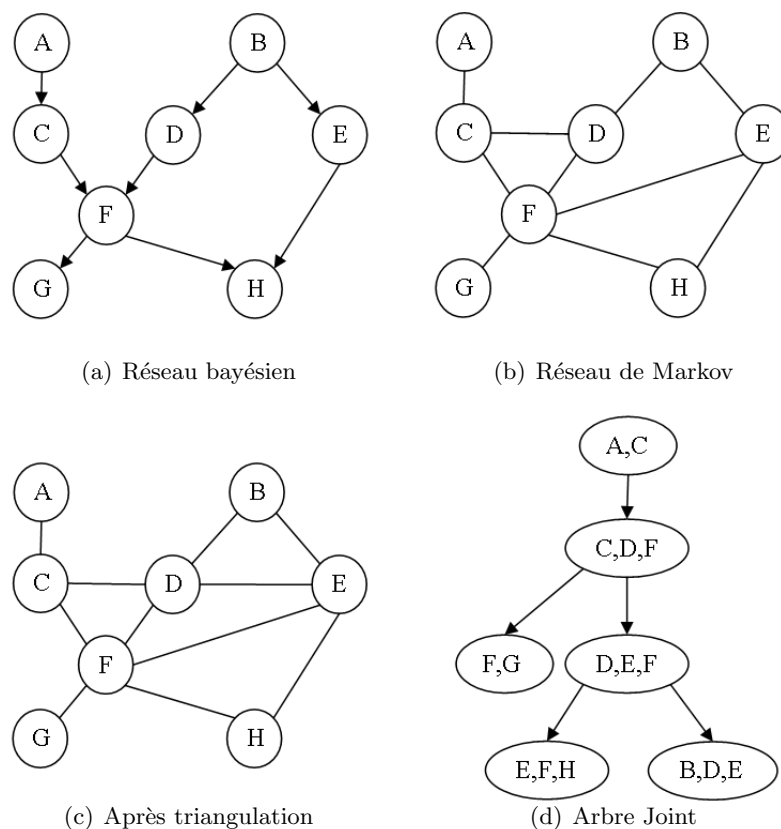 A
B
C
D
E
F
G
H
(a) Réseau bayésien
A
B
C
D
E
F
G
H
(b) Réseau de Markov
A
B
C
D
E
F
G
H
(c) Après triangulation
A,C
C,D,F
F,G
D,E,F
E,F,H
B,D,E
(d) Arbre Joint